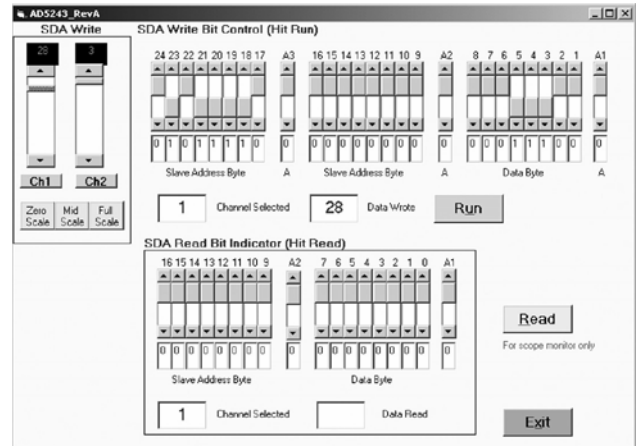 AD5243_RevA
SDA Write
SDA Write Bit Control (Hit Run)
28 3
24 23 22 21 20 19 18 17 A3 16 15 14 13 12 11 10 9 A2 8 7 6 5 4 3 2 1 A1
0 1 0 1 1 1 1 0 0 0 0 0 0 0 0 0 0 0 0 0 0 1 1 1 0 0 0
Slave Address Byte A Slave Address Byte A Data Byte A
Ch1 Ch2
1 Channel Selected 28 Data Wrote Run
Zero Scale Mid Scale Full Scale
SDA Read Bit Indicator (Hit Read)
16 15 14 13 12 11 10 9 A2 7 6 5 4 3 2 1 0 A1
0 0 0 0 0 0 0 0 0 0 0 0 0 0 0 0 0 0
Read
For scope monitor only
Slave Address Byte Data Byte
1 Channel Selected Data Read
Exit